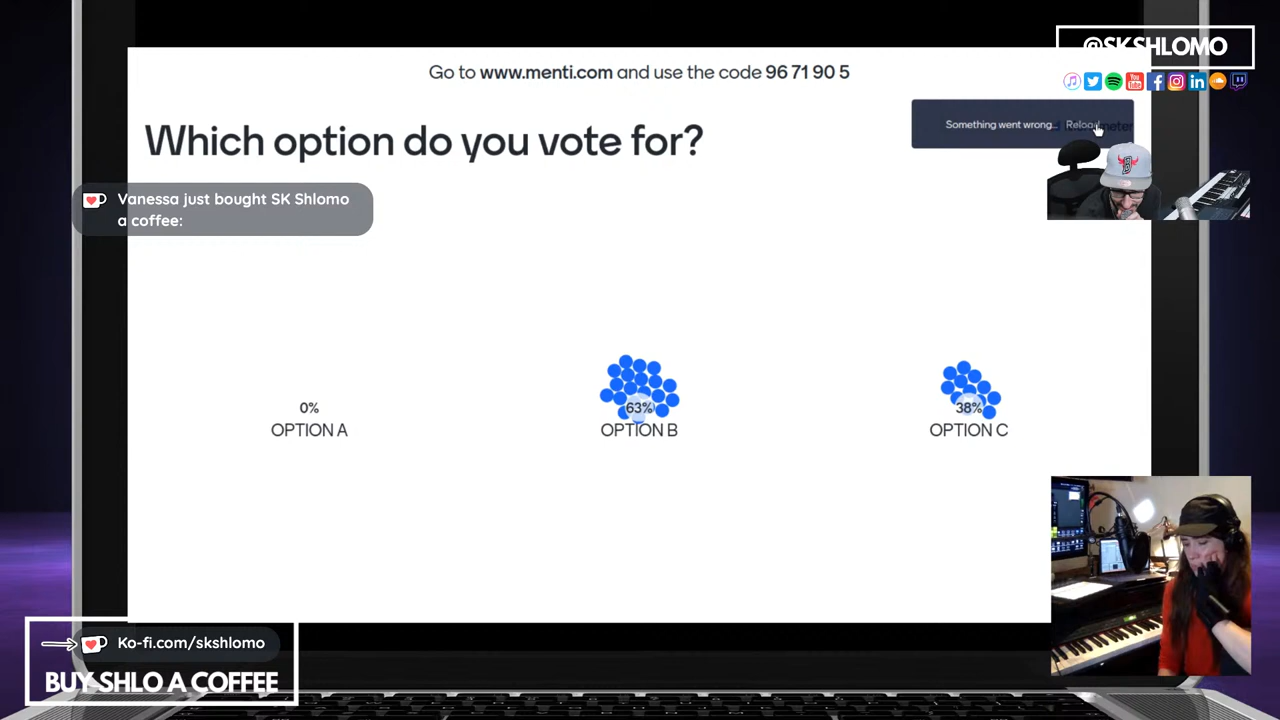 @SKSHLOMO
Go to www.menti.com and use the code 96 71 90 5
Something went wrong... Reload
Which option do you vote for?
Vanessa just bought SK Shlomo
a coffee:
0%
OPTION A
63%
OPTION B
38%
OPTION C
Ko-fi.com/skshlomo
BUY SHLO A COFFEE